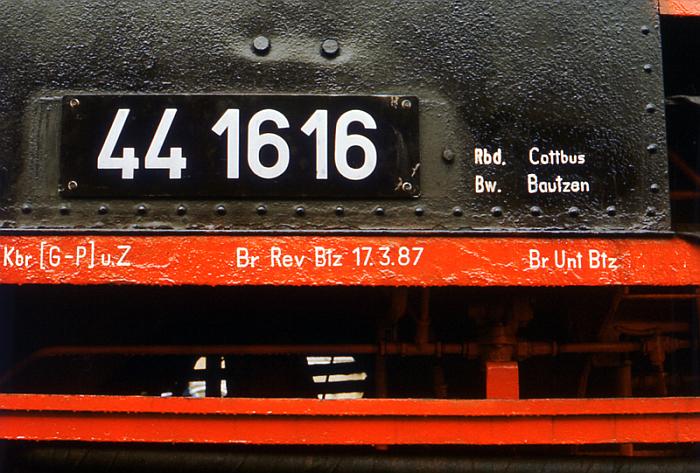 44 1616
Rbd. Cottbus
Bw. Bautzen
Kbr [G-P] u. Z
Br Rev Btz 17.3.87
Br Unt Btz